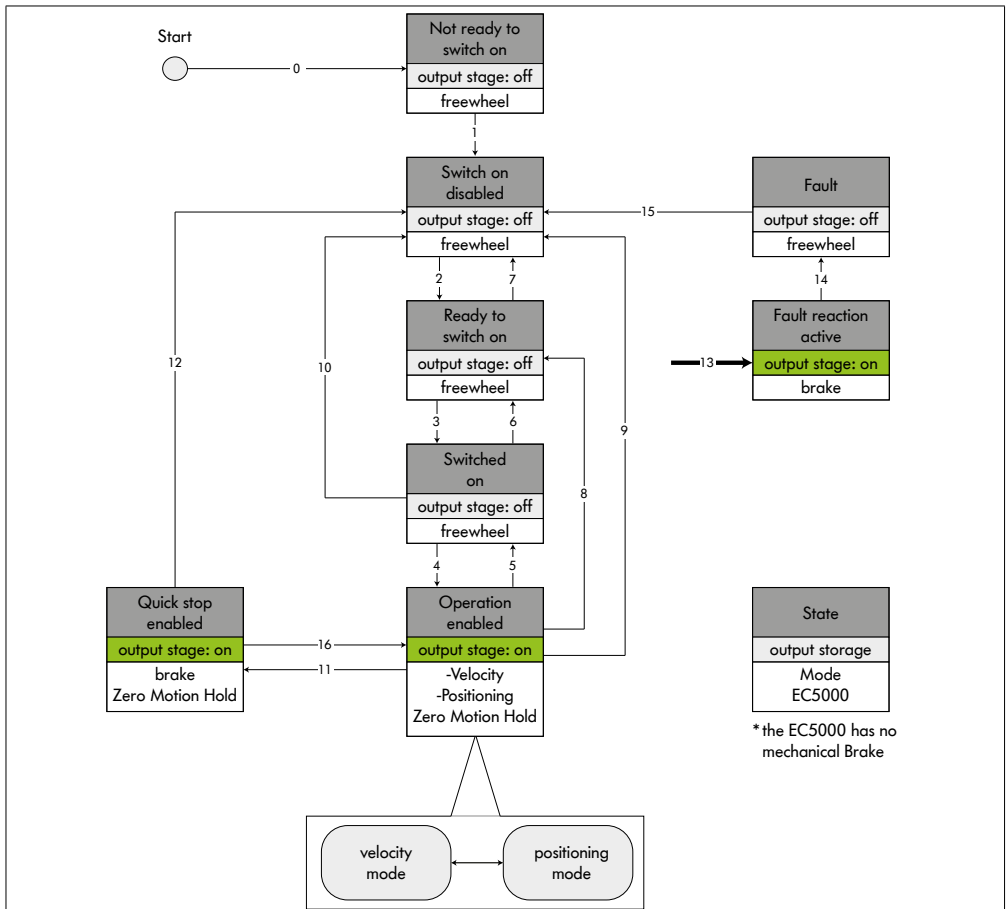 Start
0
Not ready to
switch on
output stage: off
freewheel
1
Switch on
disabled
output stage: off
freewheel
15
Fault
output stage: off
freewheel
2
7
14
12
10
Ready to
switch on
output stage: off
freewheel
13
Fault reaction
active
output stage: on
brake
3
6
9
8
Switched
on
output stage: off
freewheel
4
5
Quick stop
enabled
output stage: on
brake
Zero Motion Hold
16
11
Operation
enabled
output stage: on
-Velocity
-Positioning
Zero Motion Hold
State
output storage
Mode
EC5000
*the EC5000 has no
mechanical Brake
velocity
mode
positioning
mode